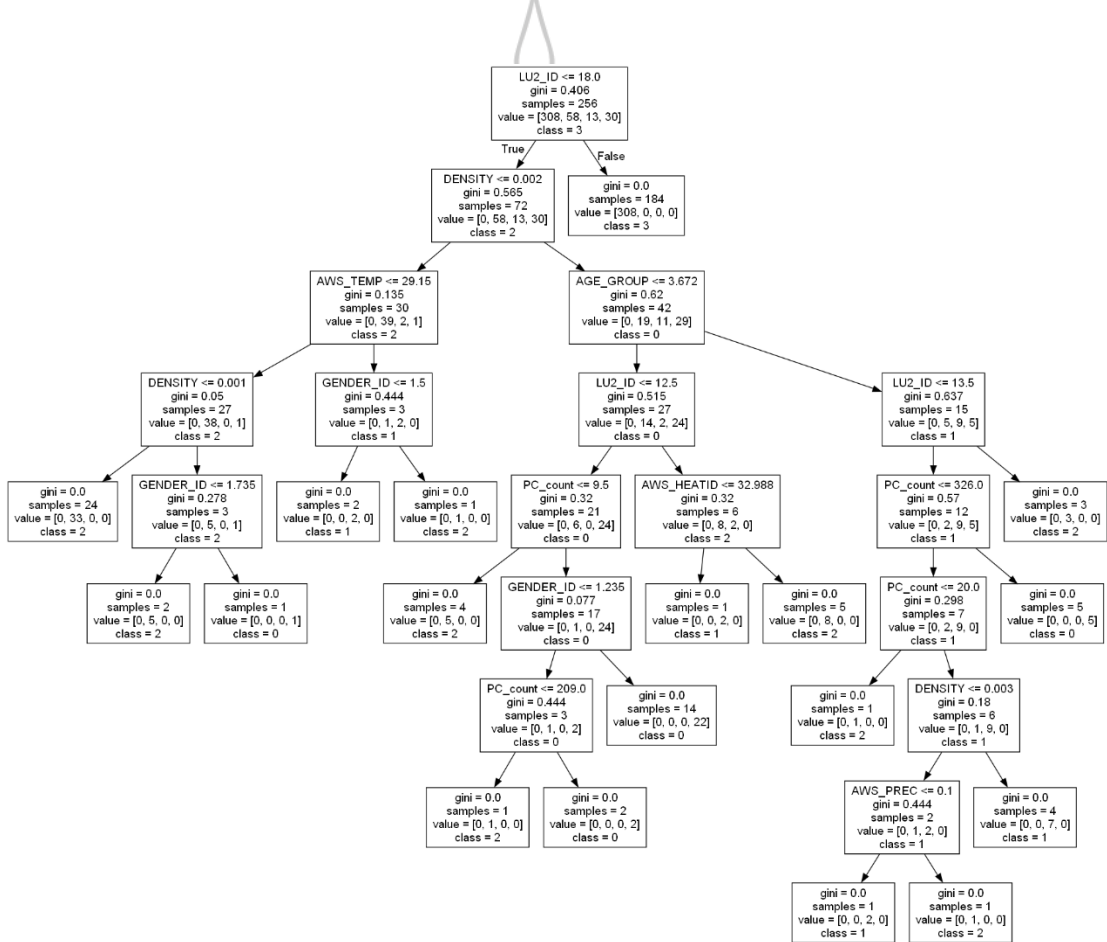 LU2_ID <= 18.0
gini = 0.406
samples = 256
value = [308, 58, 13, 30]
class = 3
True
False
DENSITY <= 0.002
gini = 0.565
samples = 72
value = [0, 58, 13, 30]
class = 2
gini = 0.0
samples = 184
value = [308, 0, 0, 0]
class = 3
AWS_TEMP <= 29.15
gini = 0.135
samples = 30
value = [0, 39, 2, 1]
class = 2
AGE_GROUP <= 3.672
gini = 0.62
samples = 42
value = [0, 19, 11, 29]
class = 0
DENSITY <= 0.001
gini = 0.05
samples = 27
value = [0, 38, 0, 1]
class = 2
GENDER_ID <= 1.5
gini = 0.444
samples = 3
value = [0, 1, 2, 0]
class = 1
LU2_ID <= 12.5
gini = 0.515
samples = 27
value = [0, 14, 2, 24]
class = 0
LU2_ID <= 13.5
gini = 0.637
samples = 15
value = [0, 5, 9, 5]
class = 1
gini = 0.0
samples = 24
value = [0, 33, 0, 0]
class = 2
GENDER_ID <= 1.735
gini = 0.278
samples = 3
value = [0, 5, 0, 1]
class = 2
gini = 0.0
samples = 2
value = [0, 0, 2, 0]
class = 1
gini = 0.0
samples = 1
value = [0, 1, 0, 0]
class = 2
PC_count <= 9.5
gini = 0.32
samples = 21
value = [0, 6, 0, 24]
class = 0
AWS_HEATID <= 32.988
gini = 0.32
samples = 6
value = [0, 8, 2, 0]
class = 2
PC_count <= 326.0
gini = 0.57
samples = 12
value = [0, 2, 9, 5]
class = 1
gini = 0.0
samples = 3
value = [0, 3, 0, 0]
class = 2
gini = 0.0
samples = 2
value = [0, 5, 0, 0]
class = 2
gini = 0.0
samples = 1
value = [0, 0, 0, 1]
class = 0
gini = 0.0
samples = 4
value = [0, 5, 0, 0]
class = 2
GENDER_ID <= 1.235
gini = 0.077
samples = 17
value = [0, 1, 0, 24]
class = 0
gini = 0.0
samples = 1
value = [0, 0, 2, 0]
class = 1
gini = 0.0
samples = 5
value = [0, 8, 0, 0]
class = 2
PC_count <= 20.0
gini = 0.298
samples = 7
value = [0, 2, 9, 0]
class = 1
gini = 0.0
samples = 5
value = [0, 0, 0, 5]
class = 0
PC_count <= 209.0
gini = 0.444
samples = 3
value = [0, 1, 0, 2]
class = 0
gini = 0.0
samples = 14
value = [0, 0, 0, 22]
class = 0
gini = 0.0
samples = 1
value = [0, 1, 0, 0]
class = 2
DENSITY <= 0.003
gini = 0.18
samples = 6
value = [0, 1, 9, 0]
class = 1
gini = 0.0
samples = 1
value = [0, 1, 0, 0]
class = 2
gini = 0.0
samples = 2
value = [0, 0, 0, 2]
class = 0
AWS_PREC <= 0.1
gini = 0.444
samples = 2
value = [0, 1, 2, 0]
class = 1
gini = 0.0
samples = 4
value = [0, 0, 7, 0]
class = 1
gini = 0.0
samples = 1
value = [0, 0, 2, 0]
class = 1
gini = 0.0
samples = 1
value = [0, 1, 0, 0]
class = 2